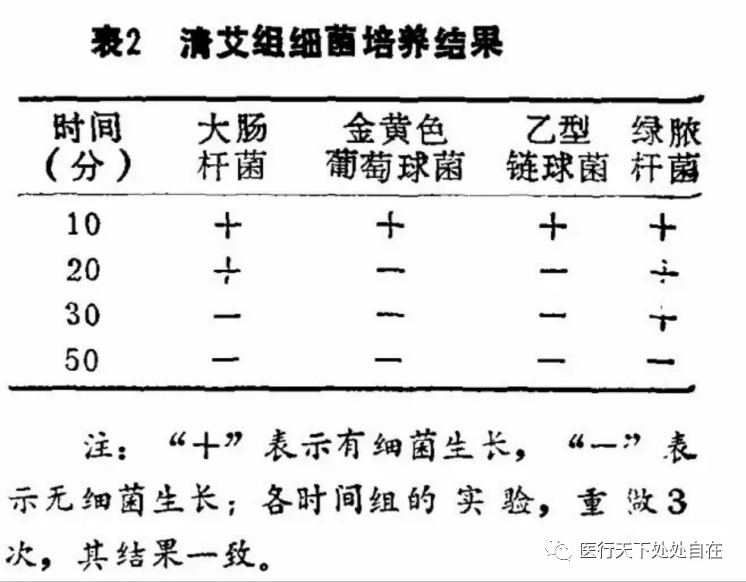 表2 清艾组细菌培养结果
时间 大肠 金黄色 乙型 绿脓
(分) 杆菌 葡萄球菌 链球菌 杆菌
10 + + + +
20 + − − +
30 − − − +
50 − − − −
注：“+”表示有细菌生长，“−”表
示无细菌生长；各时间组的实验，重做3
次，其结果一致。
医行天下处处自在